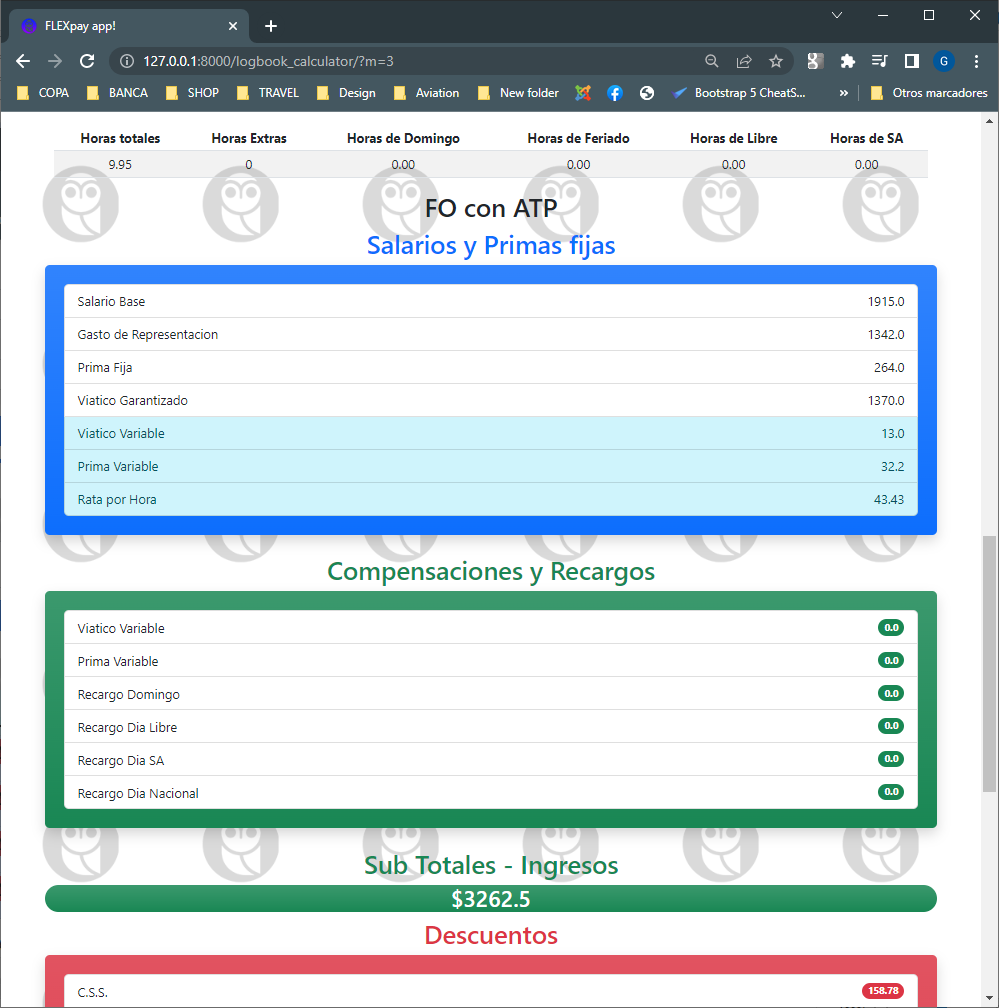 FLEXpay app!
127.0.0.1:8000/logbook_calculator/?m=3
G
COPA BANCA SHOP TRAVEL Design Aviation New folder Bootstrap 5 CheatS... » Otros marcadores
Horas totales Horas Extras Horas de Domingo Horas de Feriado Horas de Libre Horas de SA
9.95 0 0.00 0.00 0.00 0.00
FO con ATP
Salarios y Primas fijas
Salario Base 1915.0
Gasto de Representacion 1342.0
Prima Fija 264.0
Viatico Garantizado 1370.0
Viatico Variable 13.0
Prima Variable 32.2
Rata por Hora 43.43
Compensaciones y Recargos
Viatico Variable 0.0
Prima Variable 0.0
Recargo Domingo 0.0
Recargo Dia Libre 0.0
Recargo Dia SA 0.0
Recargo Dia Nacional 0.0
Sub Totales - Ingresos
$3262.5
Descuentos
C.S.S. 158.78